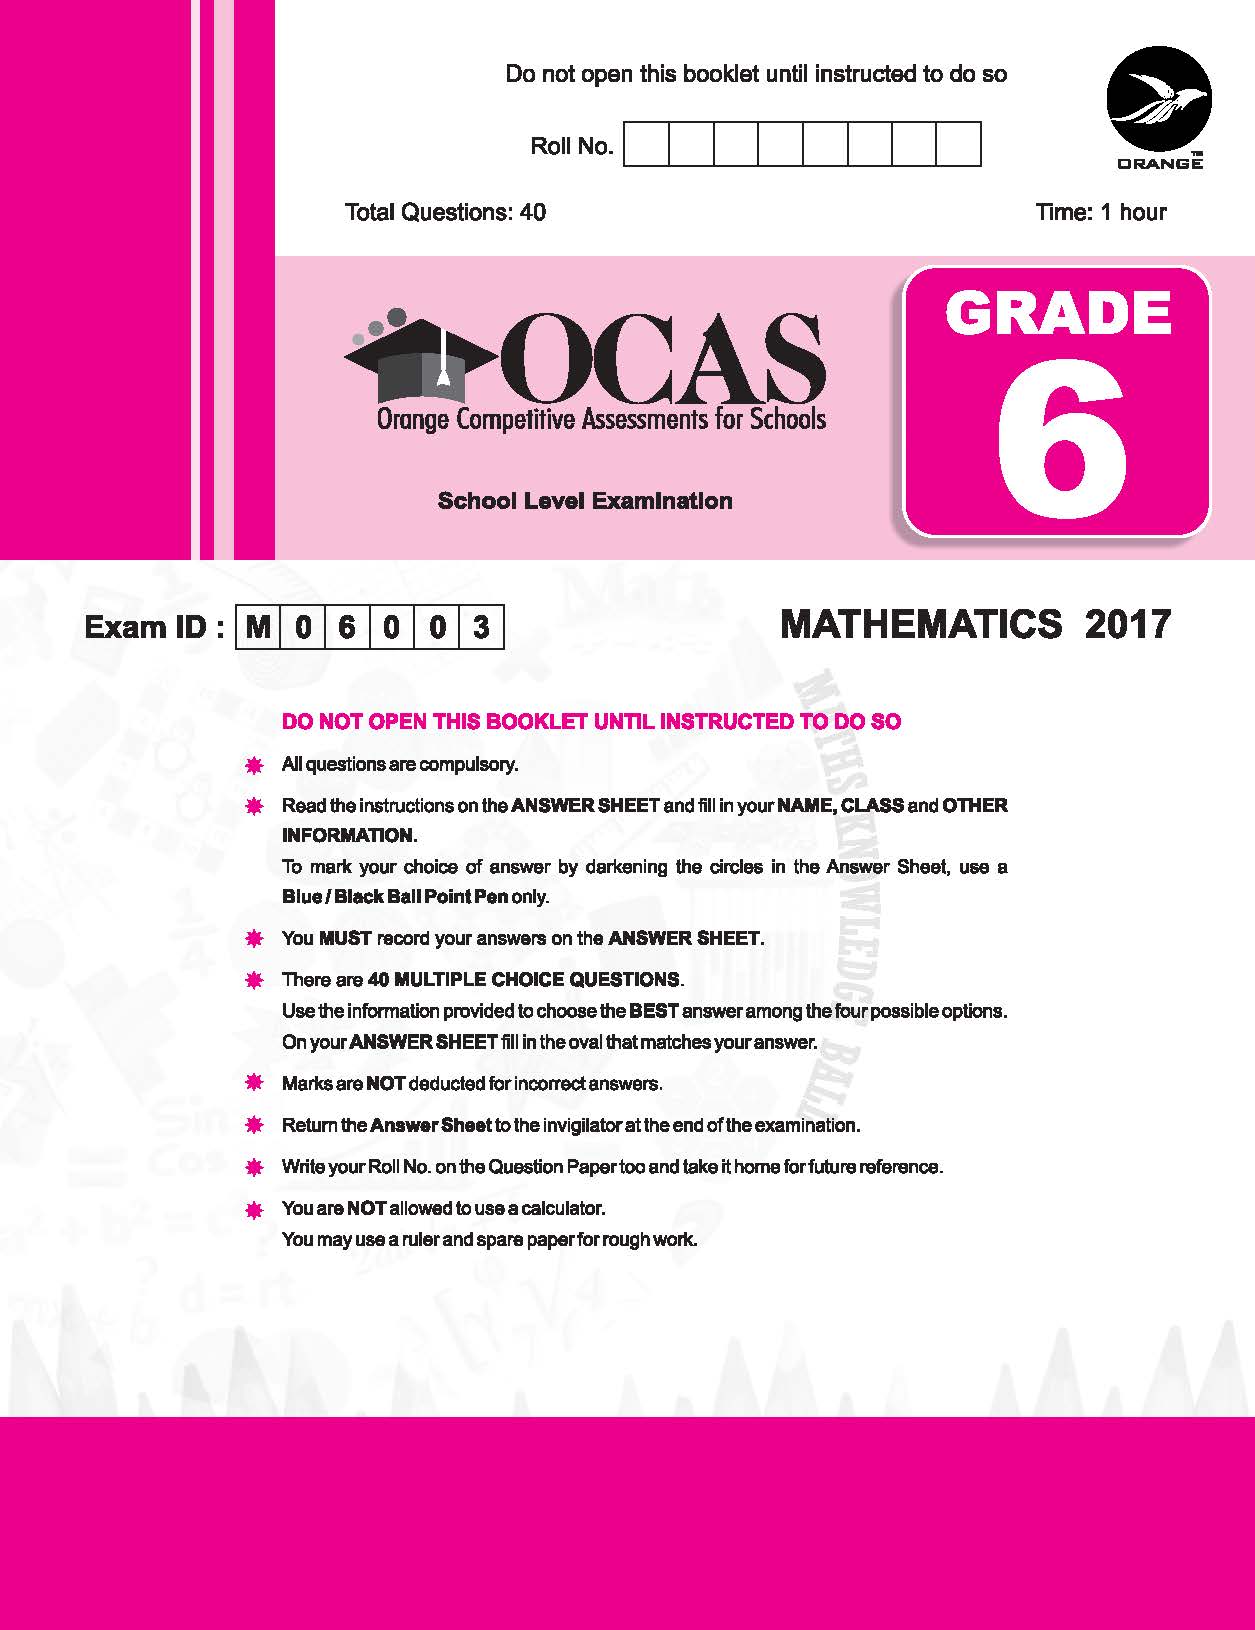 Do not open this booklet until instructed to do so
Roll No.
ORANGE™
Total Questions: 40
Time: 1 hour
GRADE
6
OCAS
Orange Competitive Assessments for Schools
School Level Examination
Exam ID : M 0 6 0 0 3
MATHEMATICS 2017
DO NOT OPEN THIS BOOKLET UNTIL INSTRUCTED TO DO SO
All questions are compulsory.
Read the instructions on the ANSWER SHEET and fill in your NAME, CLASS and OTHER
INFORMATION.
To mark your choice of answer by darkening the circles in the Answer Sheet, use a
Blue / Black Ball Point Pen only.
You MUST record your answers on the ANSWER SHEET.
There are 40 MULTIPLE CHOICE QUESTIONS.
Use the information provided to choose the BEST answer among the four possible options.
On your ANSWER SHEET fill in the oval that matches your answer.
Marks are NOT deducted for incorrect answers.
Return the Answer Sheet to the invigilator at the end of the examination.
Write your Roll No. on the Question Paper too and take it home for future reference.
You are NOT allowed to use a calculator.
You may use a ruler and spare paper for rough work.
Math
Sin
Cos
d = rt